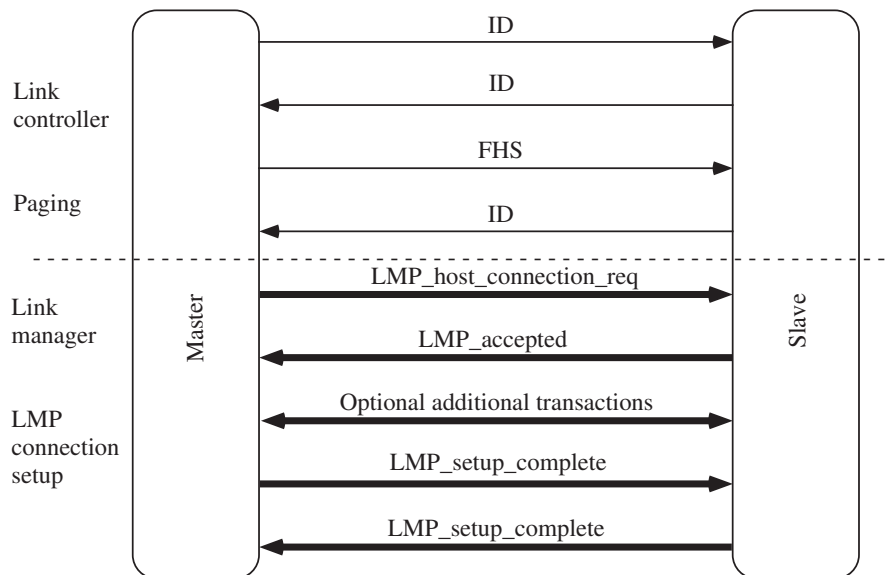 ID
Link
controller
ID
FHS
Paging
ID
LMP_host_connection_req
Link
manager
Master
Slave
LMP_accepted
LMP
connection
setup
Optional additional transactions
LMP_setup_complete
LMP_setup_complete